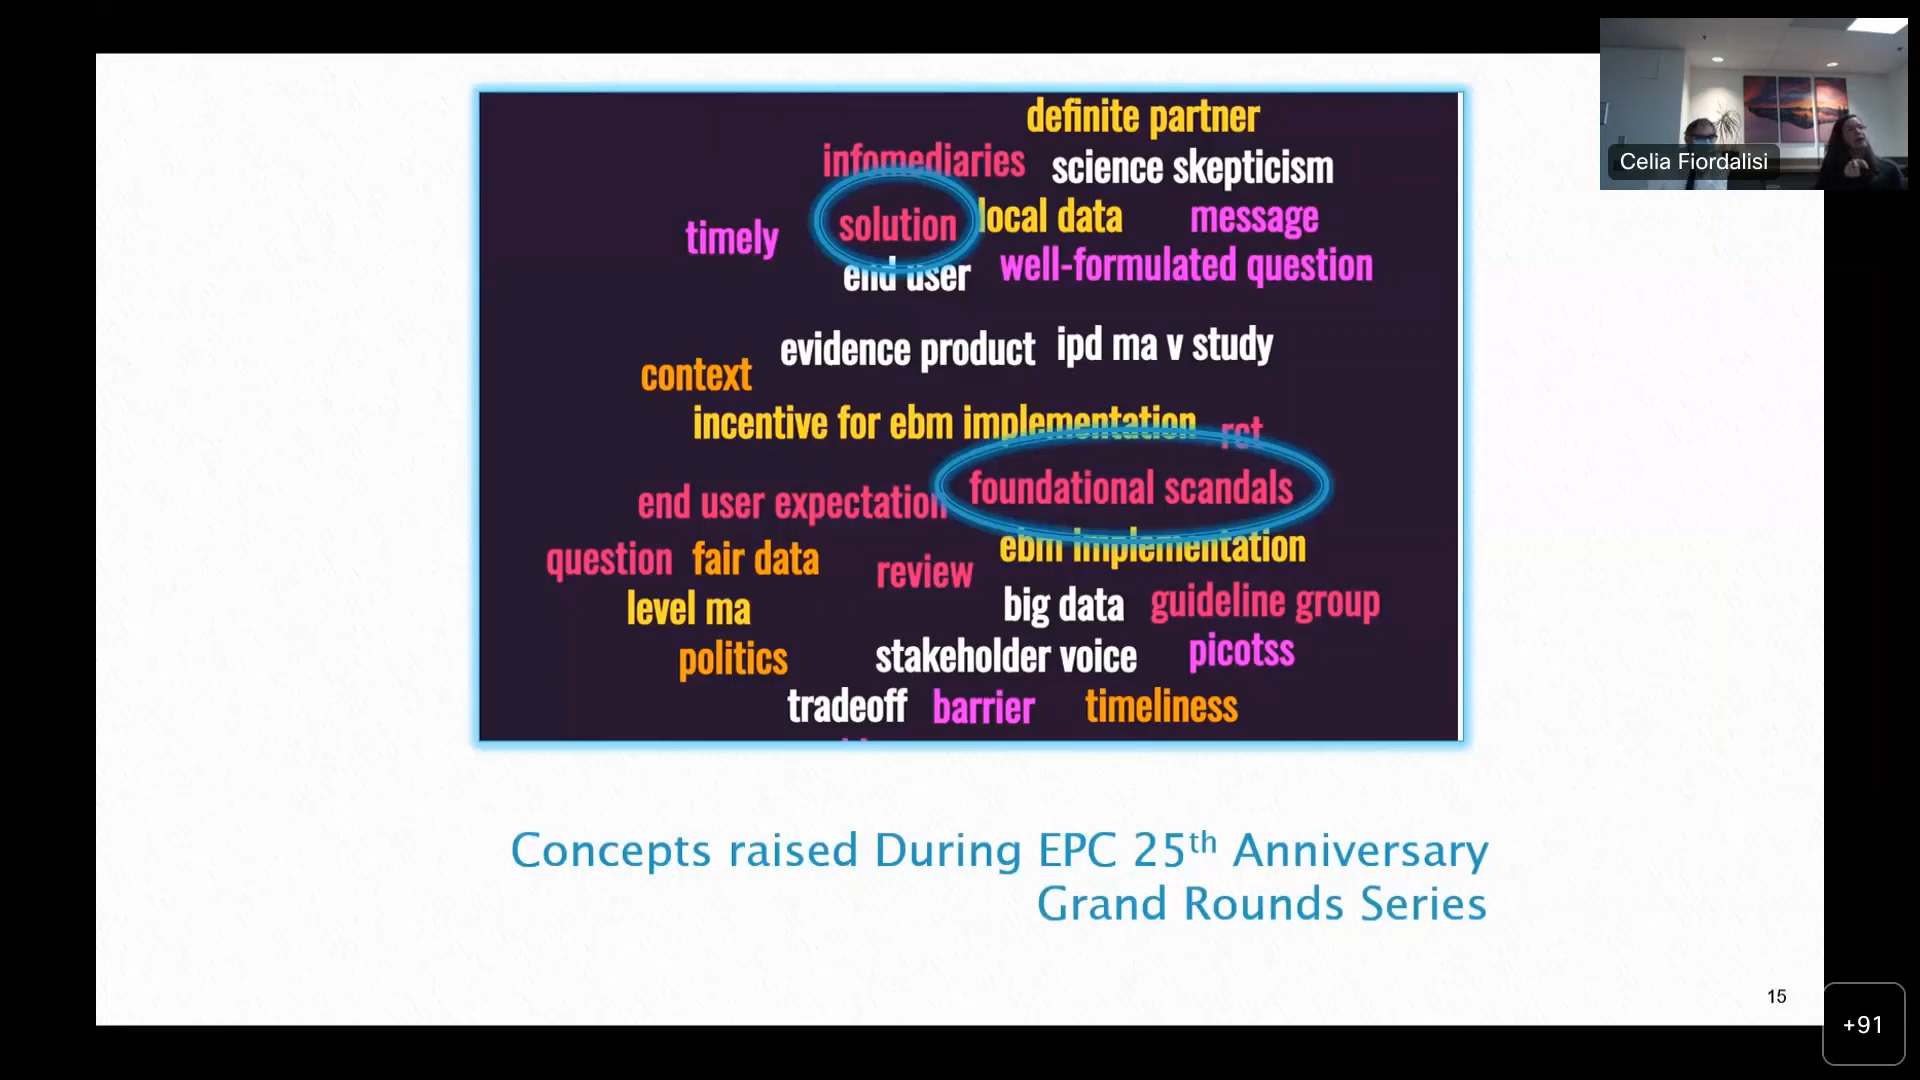 definite partner
infomediaries science skepticism
timely solution local data message
end user well-formulated question
evidence product ipd ma v study
context
incentive for ebm implementation rct
end user expectation foundational scandals
question fair data review ebm implementation
level ma big data guideline group
politics stakeholder voice picotss
tradeoff barrier timeliness
Concepts raised During EPC 25th Anniversary
Grand Rounds Series
15
Celia Fiordalisi
+91